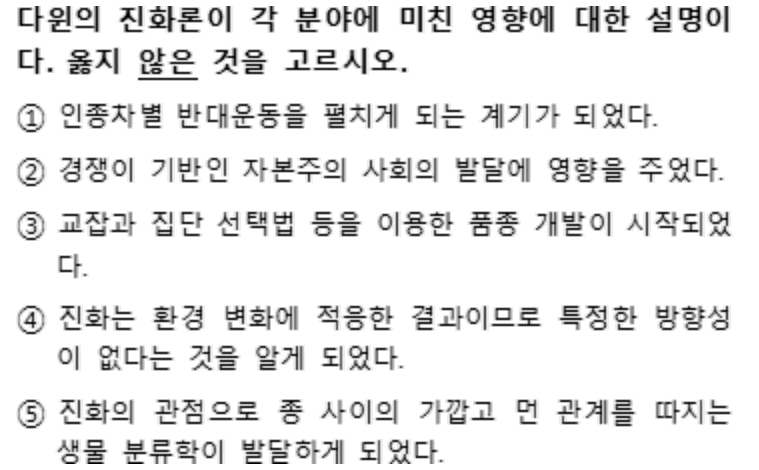 다윈의 진화론이 각 분야에 미친 영향에 대한 설명이
다. 옳지 않은 것을 고르시오.
① 인종차별 반대운동을 펼치게 되는 계기가 되었다.
② 경쟁이 기반인 자본주의 사회의 발달에 영향을 주었다.
③ 교잡과 집단 선택법 등을 이용한 품종 개발이 시작되었
다.
④ 진화는 환경 변화에 적응한 결과이므로 특정한 방향성
이 없다는 것을 알게 되었다.
⑤ 진화의 관점으로 종 사이의 가깝고 먼 관계를 따지는
생물 분류학이 발달하게 되었다.